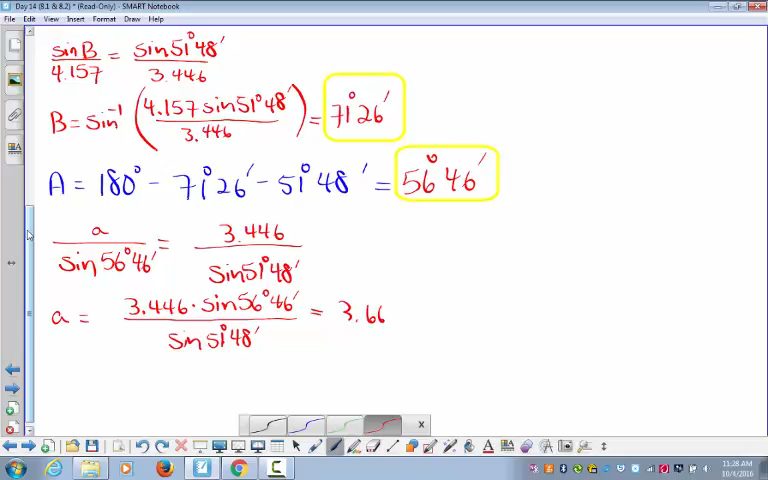 Day 14 (8.1 & 8.2) * (Read-Only) - SMART Notebook
File Edit View Insert Format Draw Help
sin B / 4.157 = sin 51°48' / 3.446
B = sin⁻¹ (4.157 sin 51°48' / 3.446) = 71°26'
A = 180° - 71°26' - 51°48' = 56°46'
a / sin 56°46' = 3.446 / sin 51°48'
a = 3.446 · sin 56°46' / sin 51°48' = 3.66
11:28 AM
10/4/2016